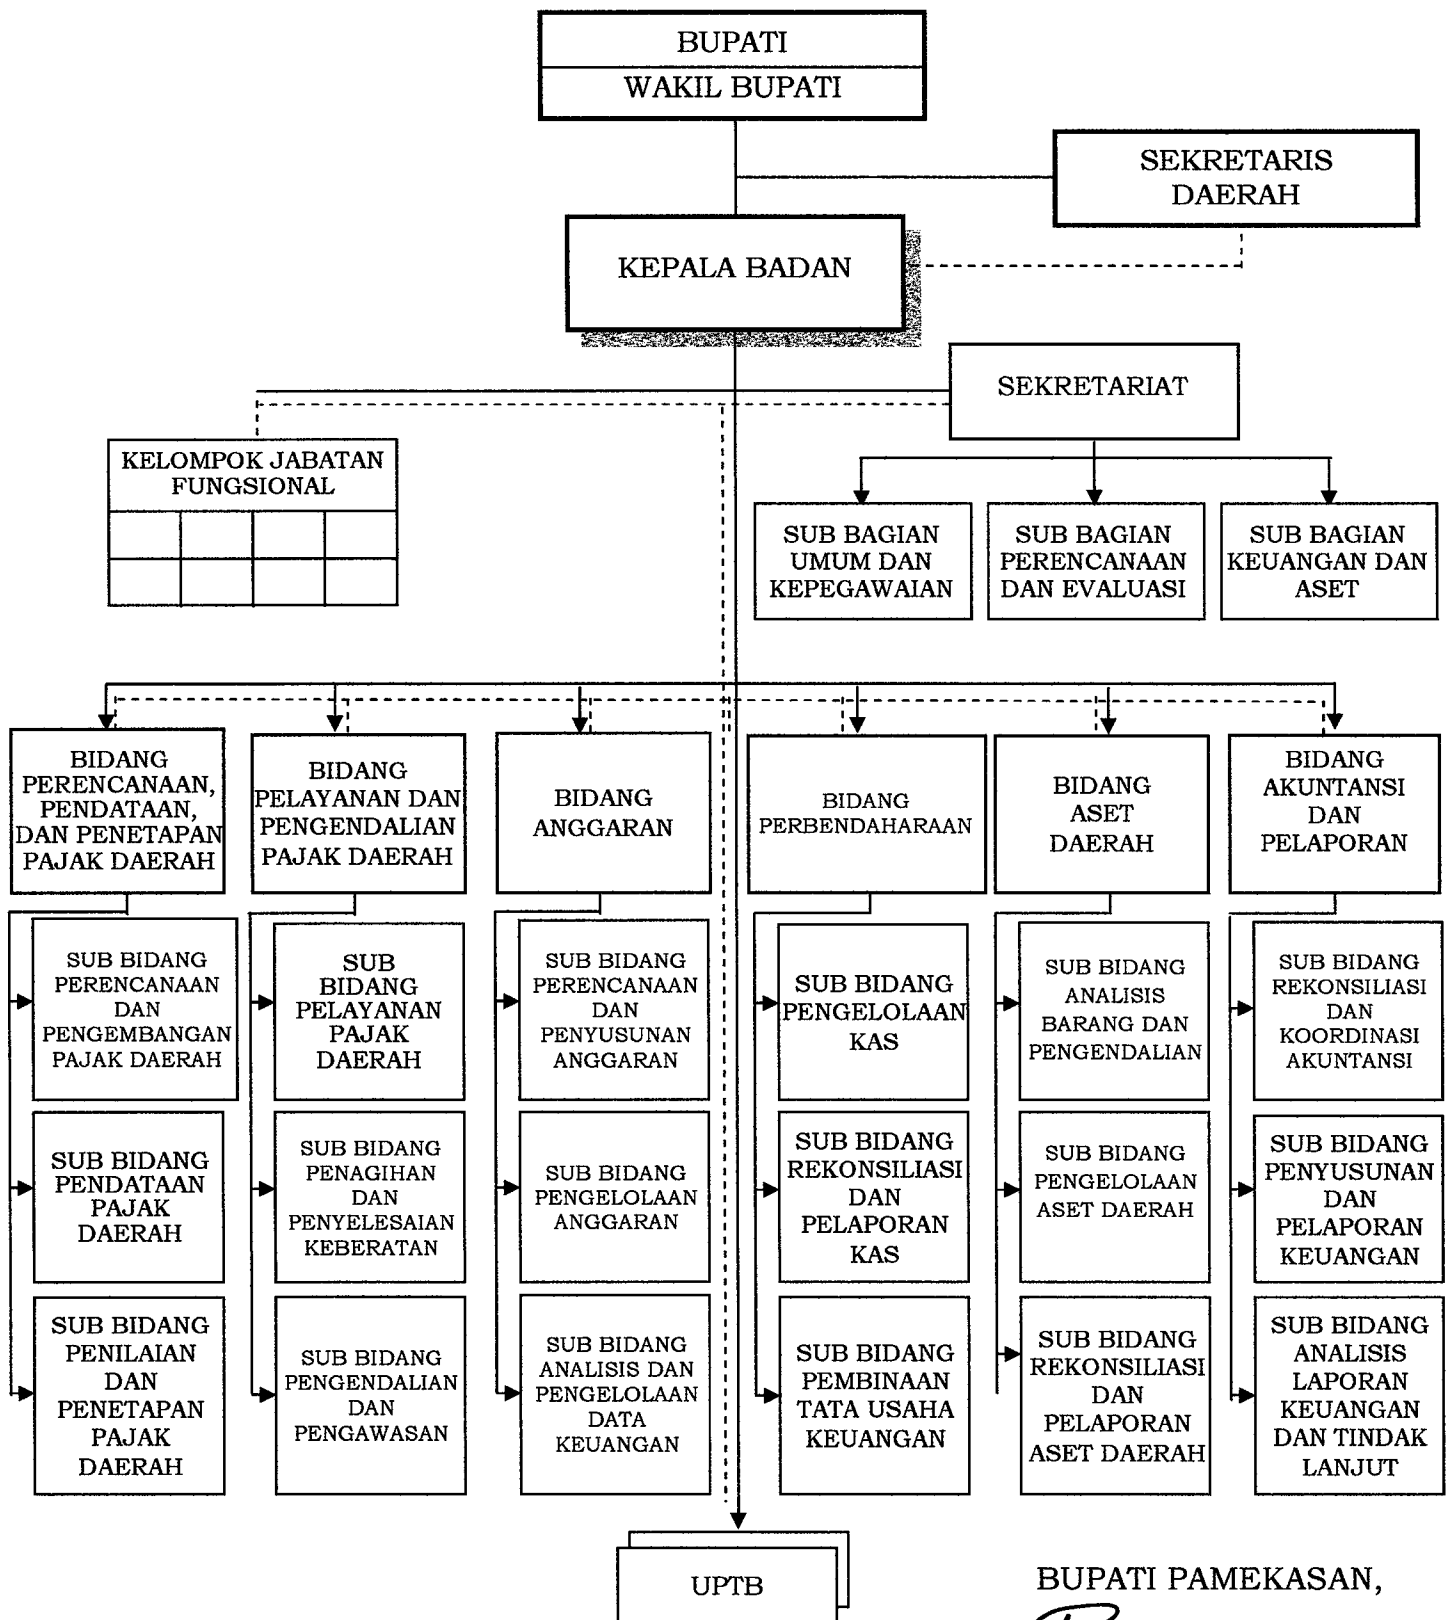 BUPATI
WAKIL BUPATI
SEKRETARIS
DAERAH
KEPALA BADAN
SEKRETARIAT
KELOMPOK JABATAN
FUNGSIONAL
SUB BAGIAN
UMUM DAN
KEPEGAWAIAN
SUB BAGIAN
PERENCANAAN
DAN EVALUASI
SUB BAGIAN
KEUANGAN DAN
ASET
BIDANG
PERENCANAAN,
PENDATAAN,
DAN PENETAPAN
PAJAK DAERAH
BIDANG
PELAYANAN DAN
PENGENDALIAN
PAJAK DAERAH
BIDANG
ANGGARAN
BIDANG
PERBENDAHARAAN
BIDANG
ASET
DAERAH
BIDANG
AKUNTANSI
DAN
PELAPORAN
SUB BIDANG
PERENCANAAN
DAN
PENGEMBANGAN
PAJAK DAERAH
SUB
BIDANG
PELAYANAN
PAJAK
DAERAH
SUB BIDANG
PERENCANAAN
DAN
PENYUSUNAN
ANGGARAN
SUB BIDANG
PENGELOLAAN
KAS
SUB BIDANG
ANALISIS
BARANG DAN
PENGENDALIAN
SUB BIDANG
REKONSILIASI
DAN
KOORDINASI
AKUNTANSI
SUB BIDANG
PENDATAAN
PAJAK
DAERAH
SUB BIDANG
PENAGIHAN
DAN
PENYELESAIAN
KEBERATAN
SUB BIDANG
PENGELOLAAN
ANGGARAN
SUB BIDANG
REKONSILIASI
DAN
PELAPORAN
KAS
SUB BIDANG
PENGELOLAAN
ASET DAERAH
SUB BIDANG
PENYUSUNAN
DAN
PELAPORAN
KEUANGAN
SUB BIDANG
PENILAIAN
DAN
PENETAPAN
PAJAK
DAERAH
SUB BIDANG
PENGENDALIAN
DAN
PENGAWASAN
SUB BIDANG
ANALISIS DAN
PENGELOLAAN
DATA
KEUANGAN
SUB BIDANG
PEMBINAAN
TATA USAHA
KEUANGAN
SUB BIDANG
REKONSILIASI
DAN
PELAPORAN
ASET DAERAH
SUB BIDANG
ANALISIS
LAPORAN
KEUANGAN
DAN TINDAK
LANJUT
UPTB
BUPATI PAMEKASAN,